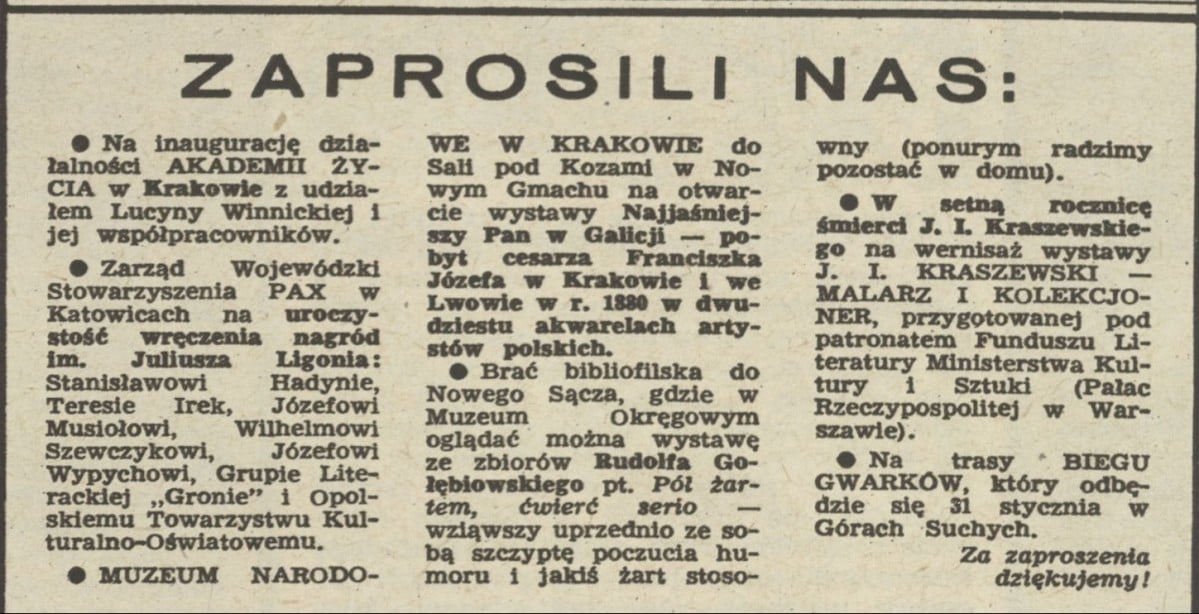 ZAPROSILI NAS:
● Na inaugurację dzia-
łalności AKADEMII ŻY-
CIA w Krakowie z udzia-
łem Lucyny Winnickiej i
jej współpracowników.
● Zarząd Wojewódzki
Stowarzyszenia PAX w
Katowicach na uroczy-
stość wręczenia nagród
im. Juliusza Ligonia:
Stanisławowi Hadynie,
Teresie Irek, Józefowi
Musiołowi, Wilhelmowi
Szewczykowi, Józefowi
Wypychowi, Grupie Lite-
rackiej „Gronie" i Opol-
skiemu Towarzystwu Kul-
turalno-Oświatowemu.
● MUZEUM NARODO-
WE W KRAKOWIE do
Sali pod Kozami w No-
wym Gmachu na otwar-
cie wystawy Najjaśniej-
szy Pan w Galicji — po-
byt cesarza Franciszka
Józefa w Krakowie i we
Lwowie w r. 1880 w dwu-
dziestu akwarelach arty-
stów polskich.
● Brać bibliofilska do
Nowego Sącza, gdzie w
Muzeum Okręgowym
oglądać można wystawę
ze zbiorów Rudolfa Go-
łębiowskiego pt. Pół żar-
tem, ćwierć serio —
wziąwszy uprzednio ze so-
bą szczyptę poczucia hu-
moru i jakiś żart stoso-
wny (ponurym radzimy
pozostać w domu).
● W setną rocznicę
śmierci J. I. Kraszewskie-
go na wernisaż wystawy
J. I. KRASZEWSKI —
MALARZ I KOLEKCJO-
NER, przygotowanej pod
patronatem Funduszu Li-
teratury Ministerstwa Kul-
tury i Sztuki (Pałac
Rzeczypospolitej w War-
szawie).
● Na trasy BIEGU
GWARKÓW, który odbę-
dzie się 31 stycznia w
Górach Suchych.
Za zaproszenia
dziękujemy!